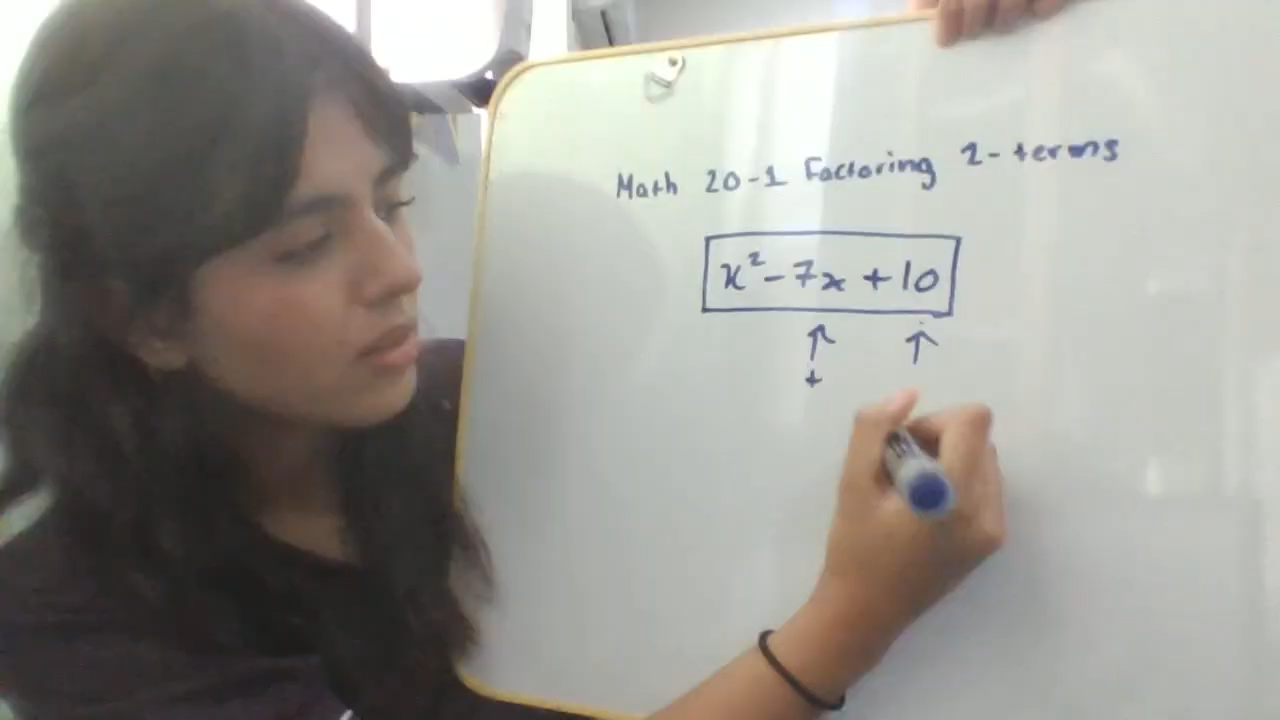 Math 20-1 Factoring 2-terms
x² - 7x + 10
↑ ↑
+